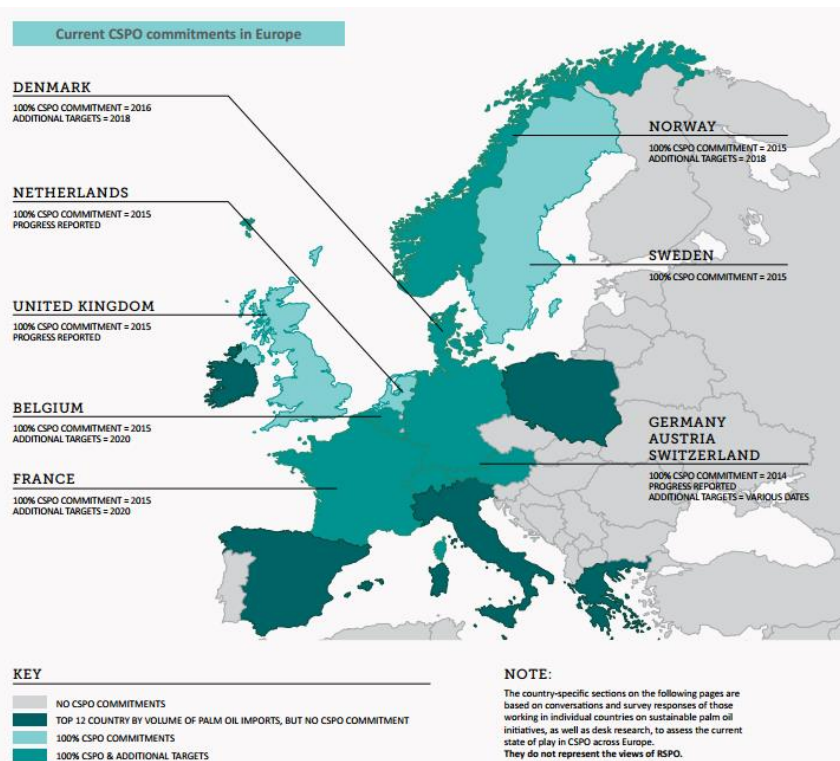 Current CSPO commitments in Europe
DENMARK
100% CSPO COMMITMENT = 2016
ADDITIONAL TARGETS = 2018
NORWAY
100% CSPO COMMITMENT = 2015
ADDITIONAL TARGETS = 2018
NETHERLANDS
100% CSPO COMMITMENT = 2015
PROGRESS REPORTED
SWEDEN
100% CSPO COMMITMENT = 2015
UNITED KINGDOM
100% CSPO COMMITMENT = 2015
PROGRESS REPORTED
BELGIUM
100% CSPO COMMITMENT = 2015
ADDITIONAL TARGETS = 2020
GERMANY
AUSTRIA
SWITZERLAND
100% CSPO COMMITMENT = 2014
PROGRESS REPORTED
ADDITIONAL TARGETS = VARIOUS DATES
FRANCE
100% CSPO COMMITMENT = 2015
ADDITIONAL TARGETS = 2020
KEY
NO CSPO COMMITMENTS
TOP 12 COUNTRY BY VOLUME OF PALM OIL IMPORTS, BUT NO CSPO COMMITMENT
100% CSPO COMMITMENTS
100% CSPO & ADDITIONAL TARGETS
NOTE:
The country-specific sections on the following pages are
based on conversations and survey responses of those
working in individual countries on sustainable palm oil
initiatives, as well as desk research, to assess the current
state of play in CSPO across Europe.
They do not represent the views of RSPO.